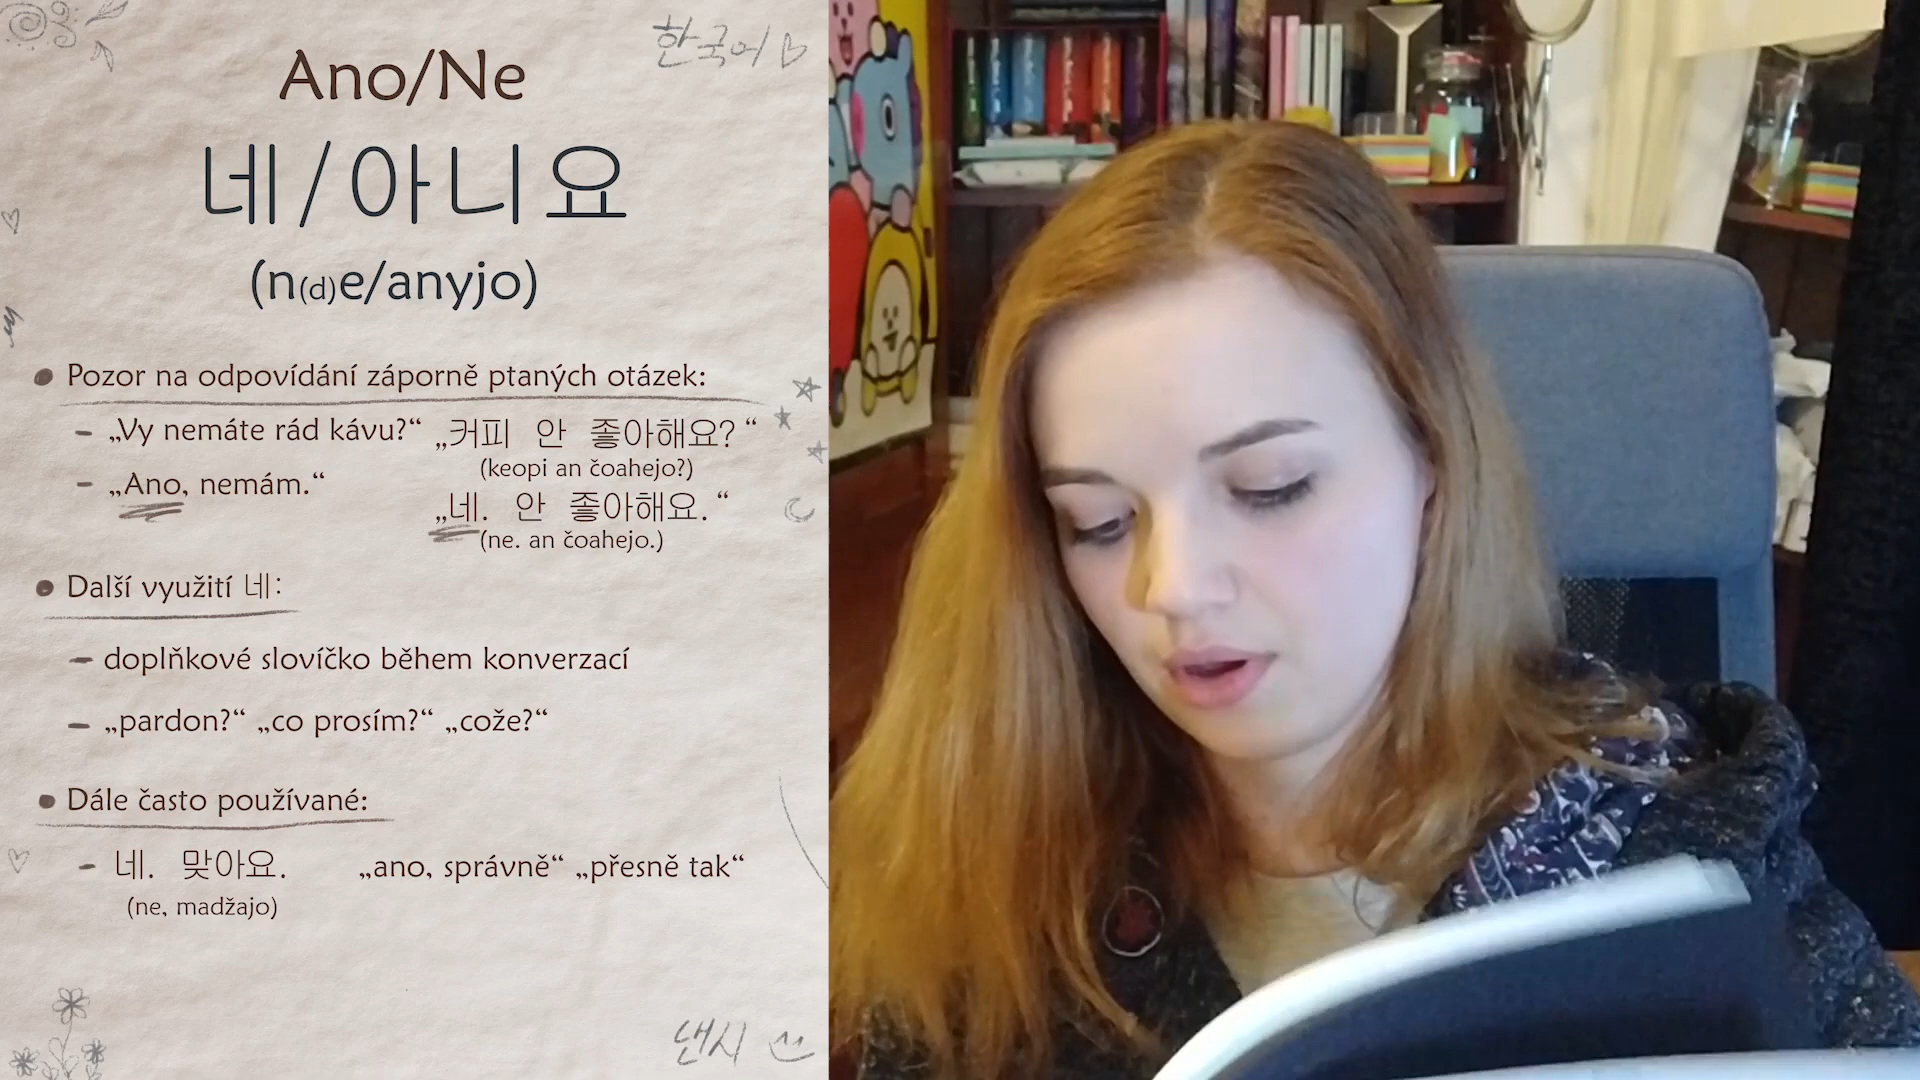 한국어
Ano/Ne
네/아니요
(n(d)e/anyjo)
Pozor na odpovídání záporně ptaných otázek:
– „Vy nemáte rád kávu?“ „커피 안 좋아해요? “
(keopi an čoahejo?)
– „Ano, nemám.“ „네. 안 좋아해요. “
(ne. an čoahejo.)
Další využití 네:
– doplňkové slovíčko během konverzací
– „pardon?“ „co prosím?“ „cože?“
Dále často používané:
– 네. 맞아요. „ano, správně“ „přesně tak“
(ne, madžajo)
낸시